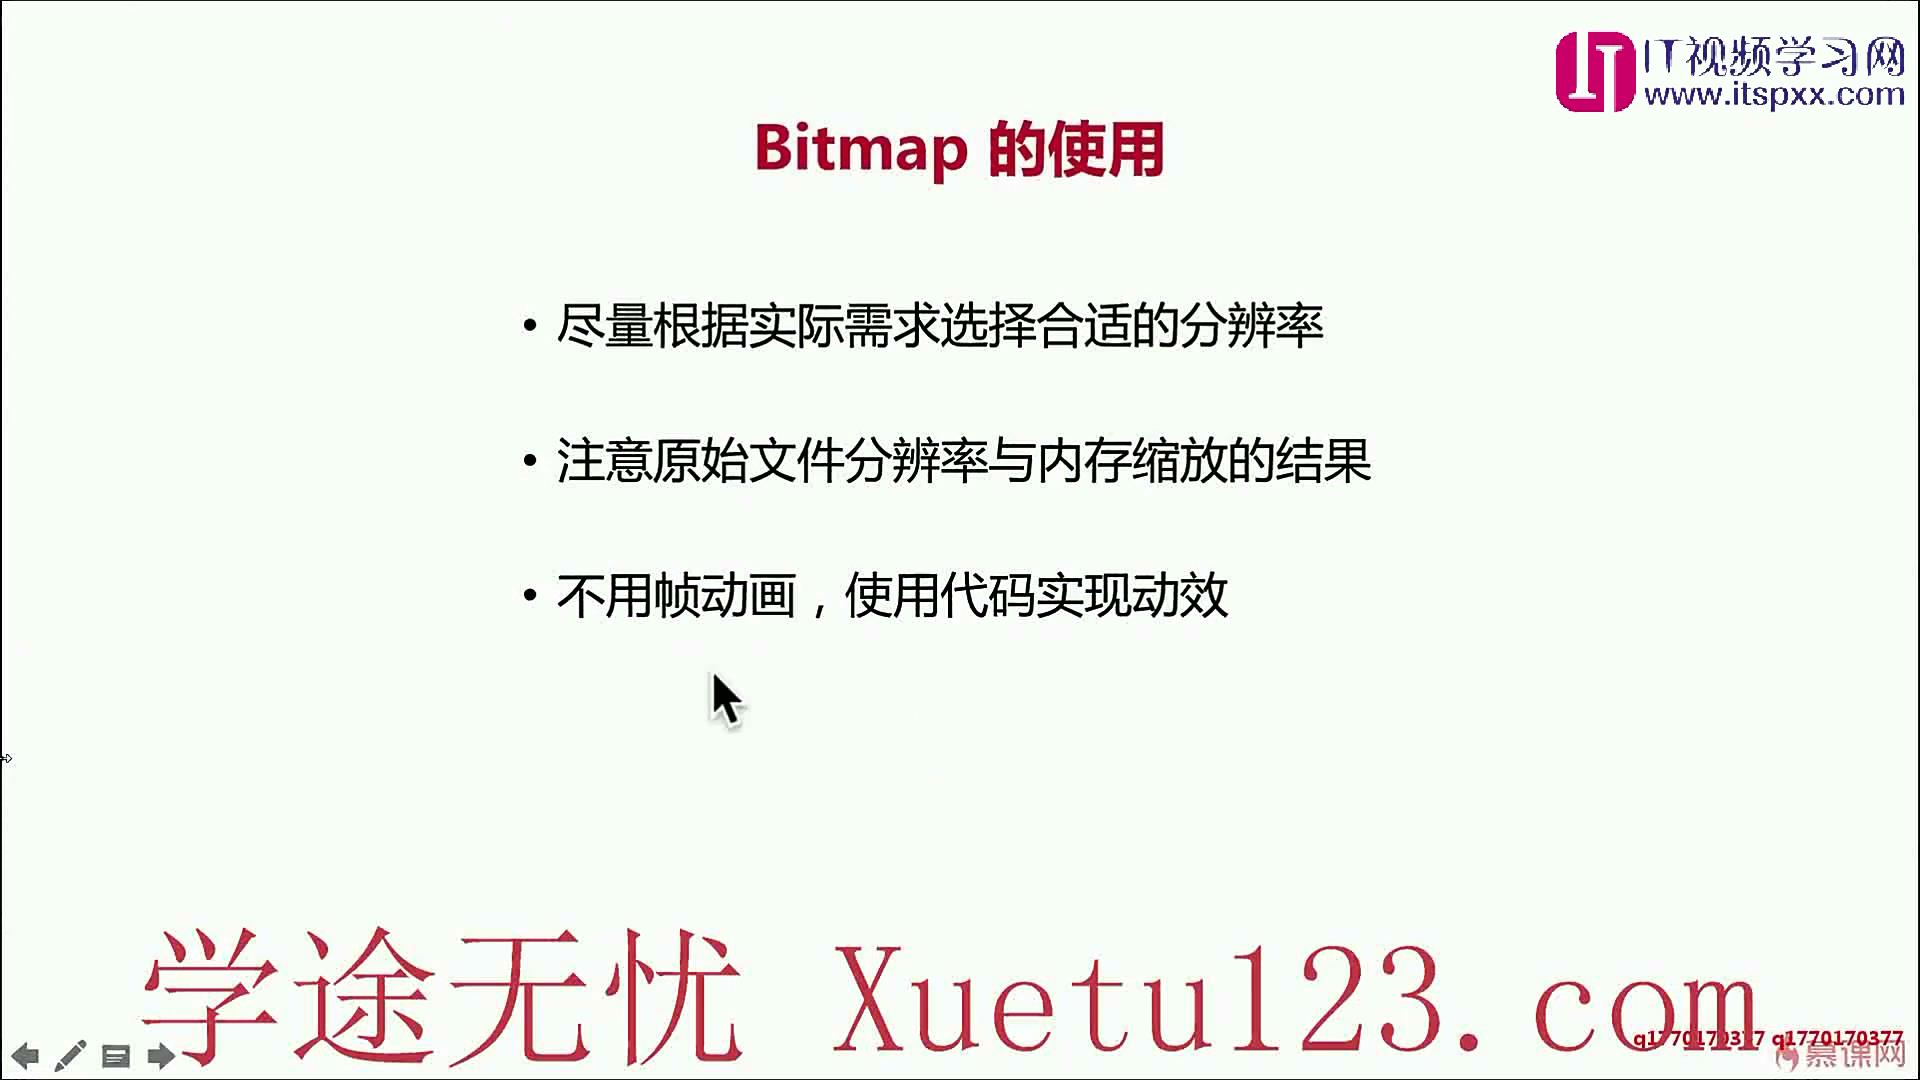 IT视频学习网
www.itspxx.com
Bitmap 的使用
• 尽量根据实际需求选择合适的分辨率
• 注意原始文件分辨率与内存缩放的结果
• 不用帧动画，使用代码实现动效
学途无忧 Xuetu123.com
q1770170377 q1770170377
慕课网